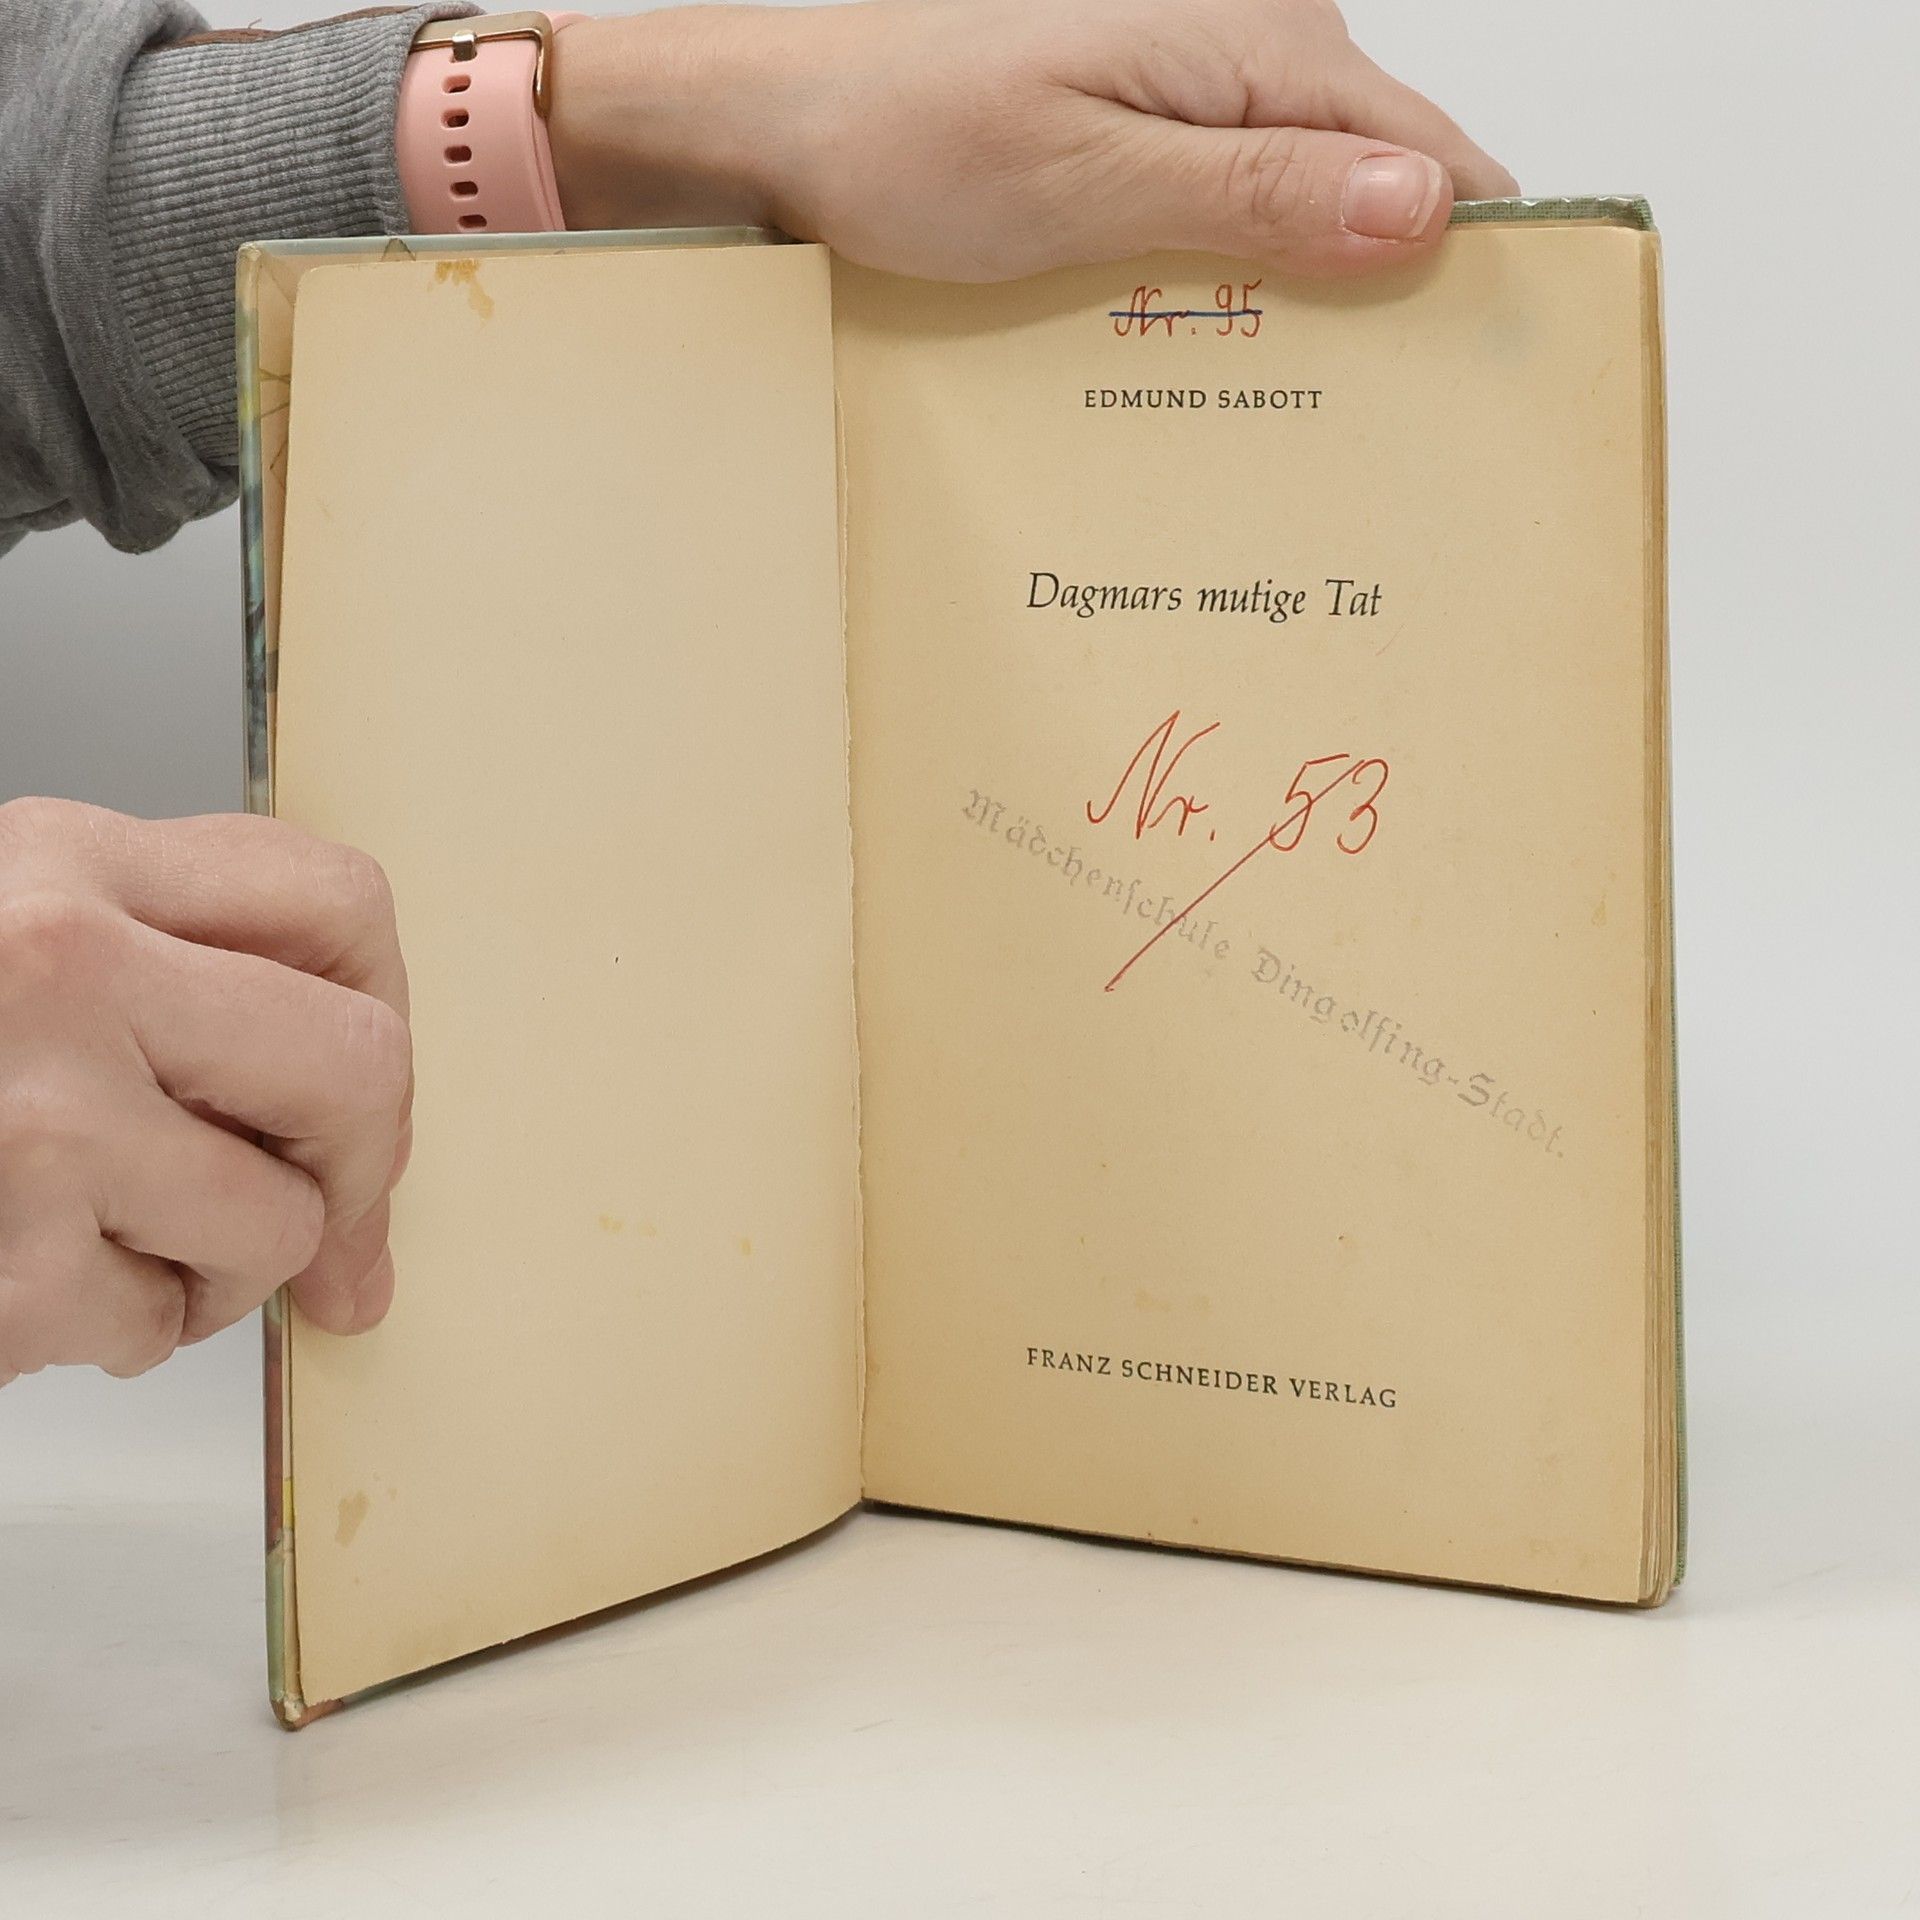 Nr. 95
EDMUND SABOTT
Dagmars mutige Tat
Nr. 53
Mädchenschule Dingolfing-Stadt.
FRANZ SCHNEIDER VERLAG